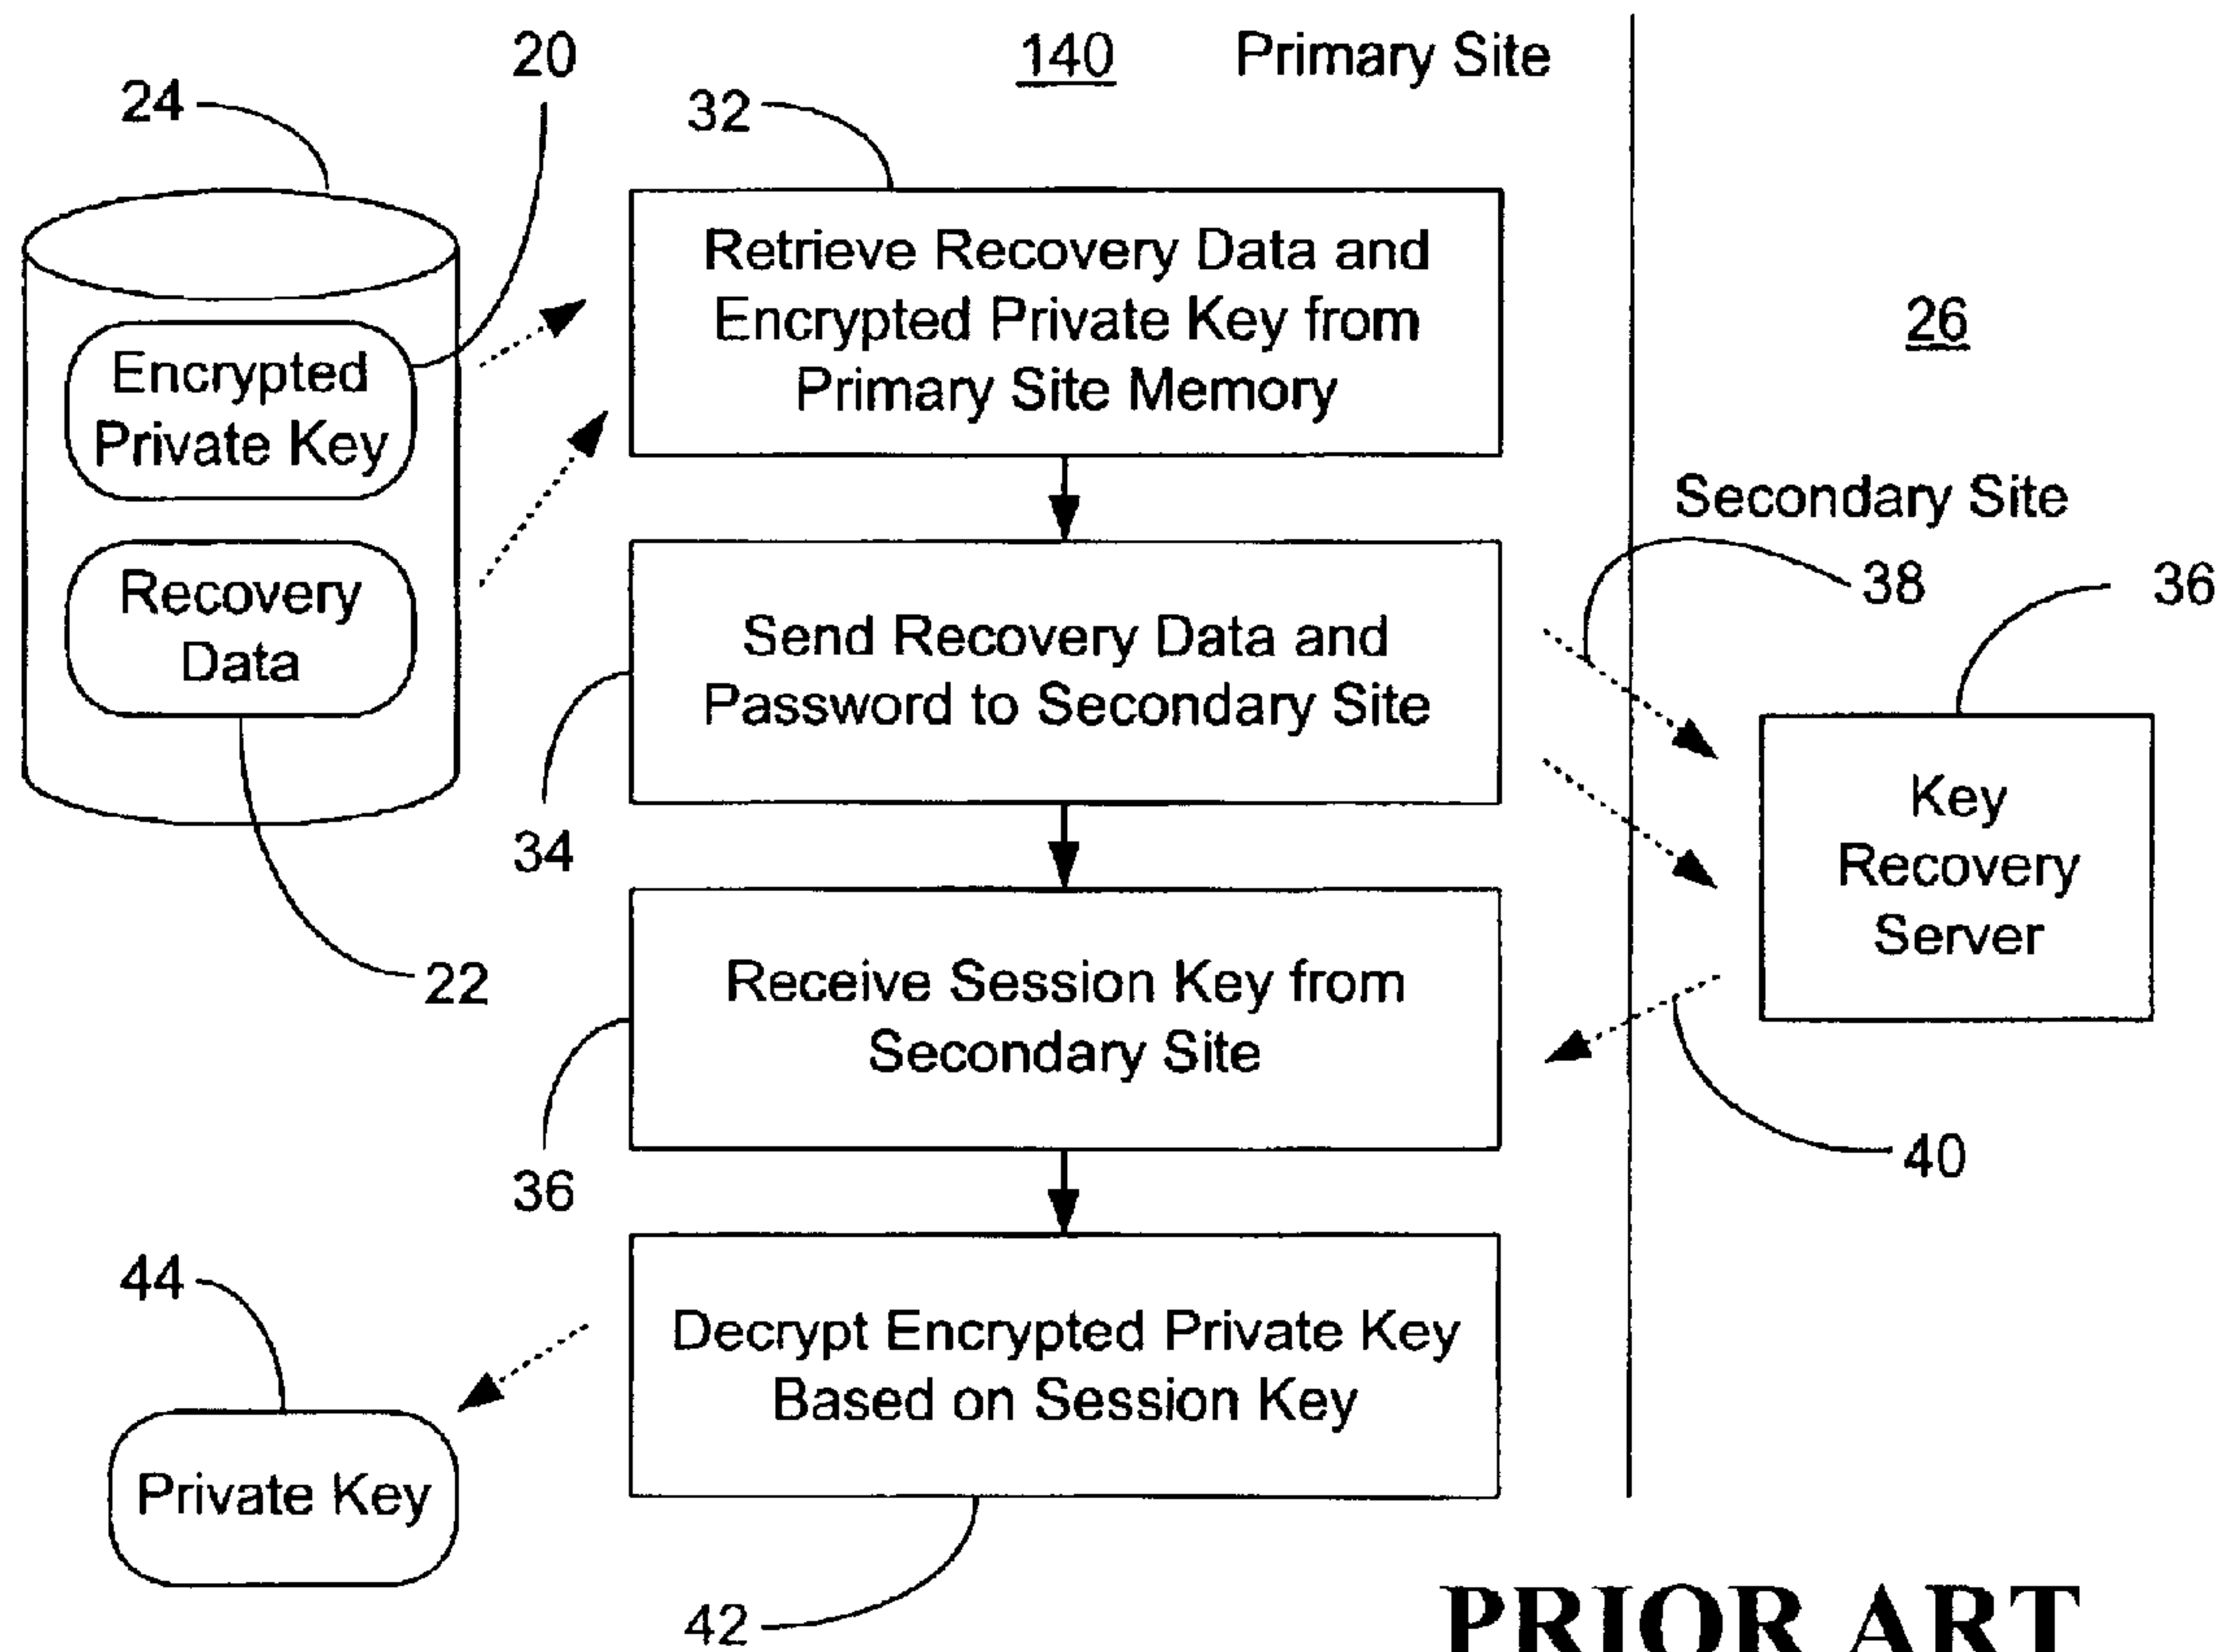 20
140 Primary Site
24
32
Retrieve Recovery Data and
Encrypted Private Key from
Primary Site Memory
26
Encrypted
Private Key
Secondary Site
38
36
Recovery
Data
Send Recovery Data and
Password to Secondary Site
34
Key
Recovery
Server
22
Receive Session Key from
Secondary Site
36
40
44
Decrypt Encrypted Private Key
Based on Session Key
Private Key
42
PRIOR ART